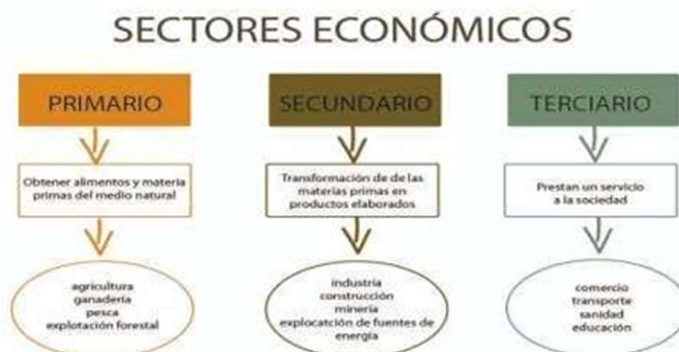 SECTORES ECONÓMICOS
PRIMARIO
Obtener alimentos y materia
primas del medio natural
agricultura
ganadería
pesca
explotación forestal
SECUNDARIO
Transformación de de las
materias primas en
productos elaborados
industria
construcción
minería
explocatción de fuentes de
energía
TERCIARIO
Prestan un servicio
a la sociedad
comercio
transporte
sanidad
educación